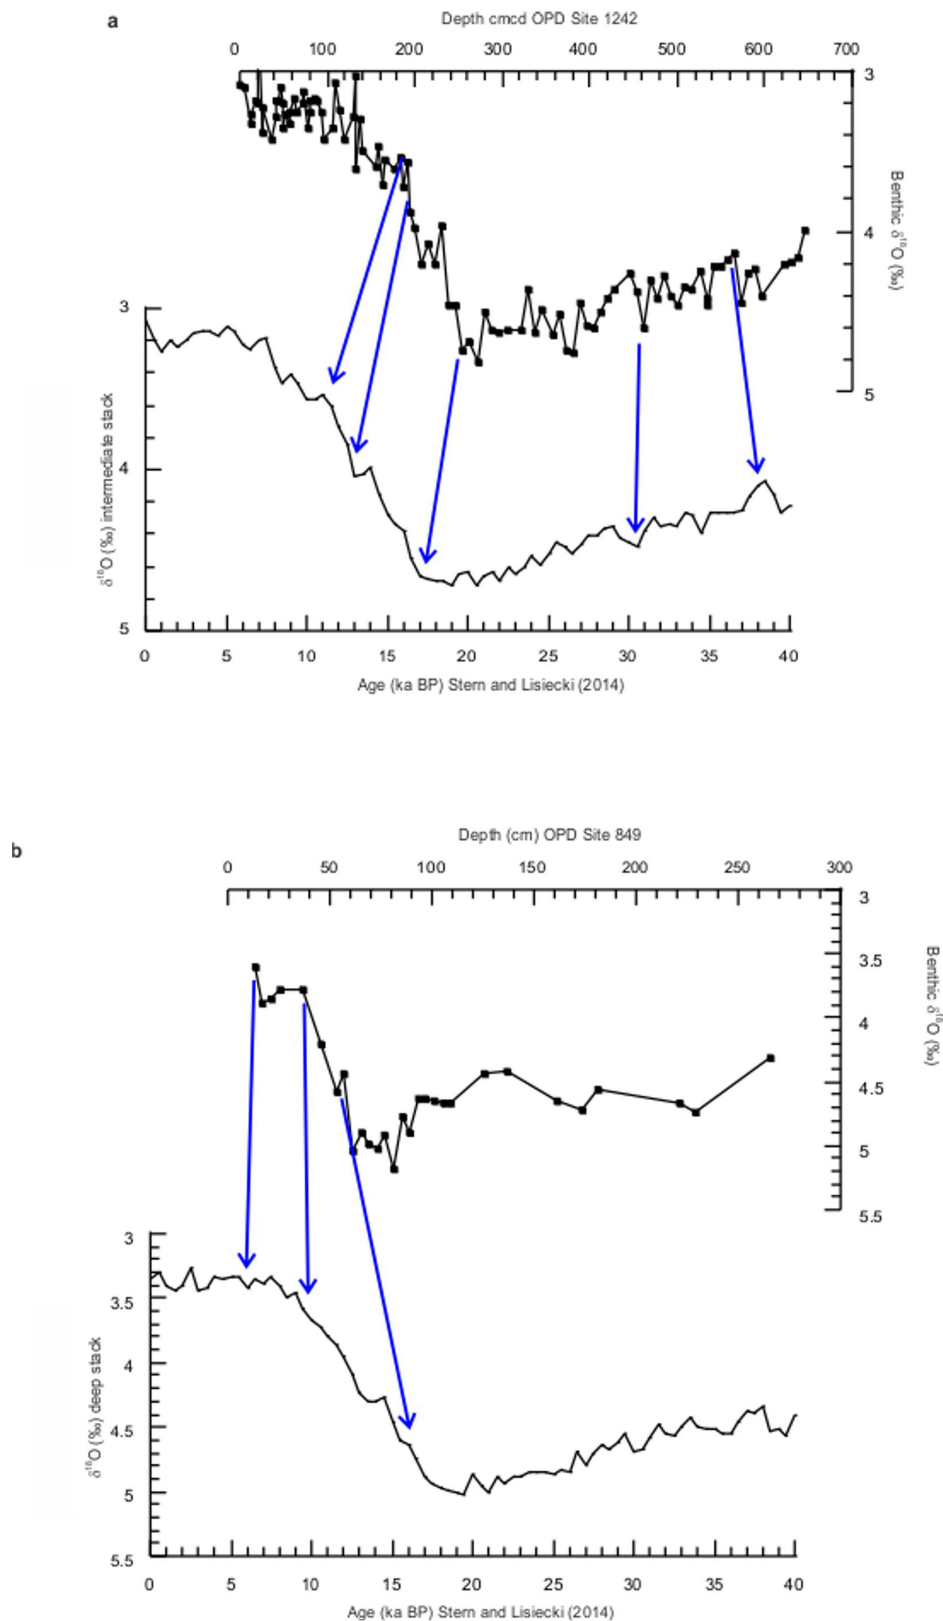 a
Depth cmcd OPD Site 1242
0 100 200 300 400 500 600 700
3
4
5
Benthic δ¹⁸O (‰)
3
4
5
δ¹⁸O (‰) intermediate stack
0 5 10 15 20 25 30 35 40
Age (ka BP) Stern and Lisiecki (2014)
b
Depth (cm) OPD Site 849
0 50 100 150 200 250 300
3
3.5
4
4.5
5
5.5
Benthic δ¹⁸O (‰)
3
3.5
4
4.5
5
5.5
δ¹⁸O (‰) deep stack
0 5 10 15 20 25 30 35 40
Age (ka BP) Stern and Lisiecki (2014)